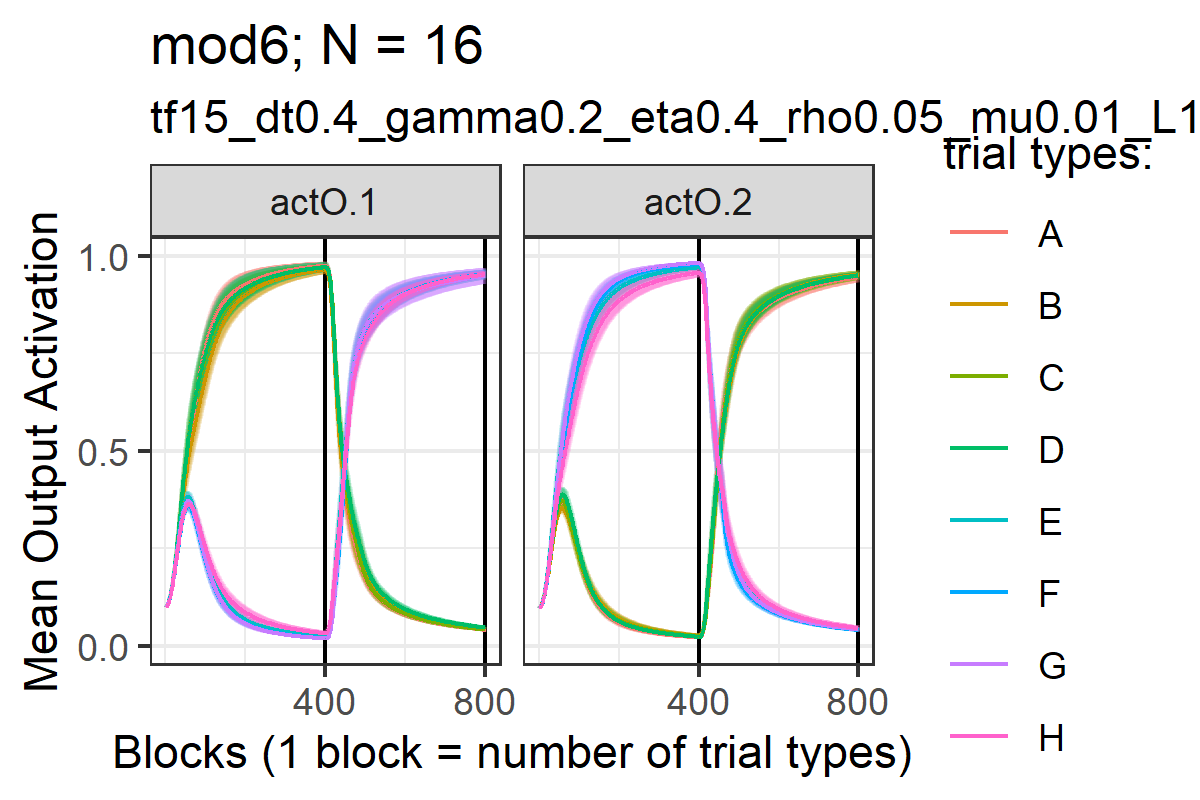 mod6; N = 16
tf15_dt0.4_gamma0.2_eta0.4_rho0.05_mu0.01_L1
trial types:
actO.1
actO.2
Mean Output Activation
1.0
0.5
0.0
400
800
400
800
Blocks (1 block = number of trial types)
A
B
C
D
E
F
G
H